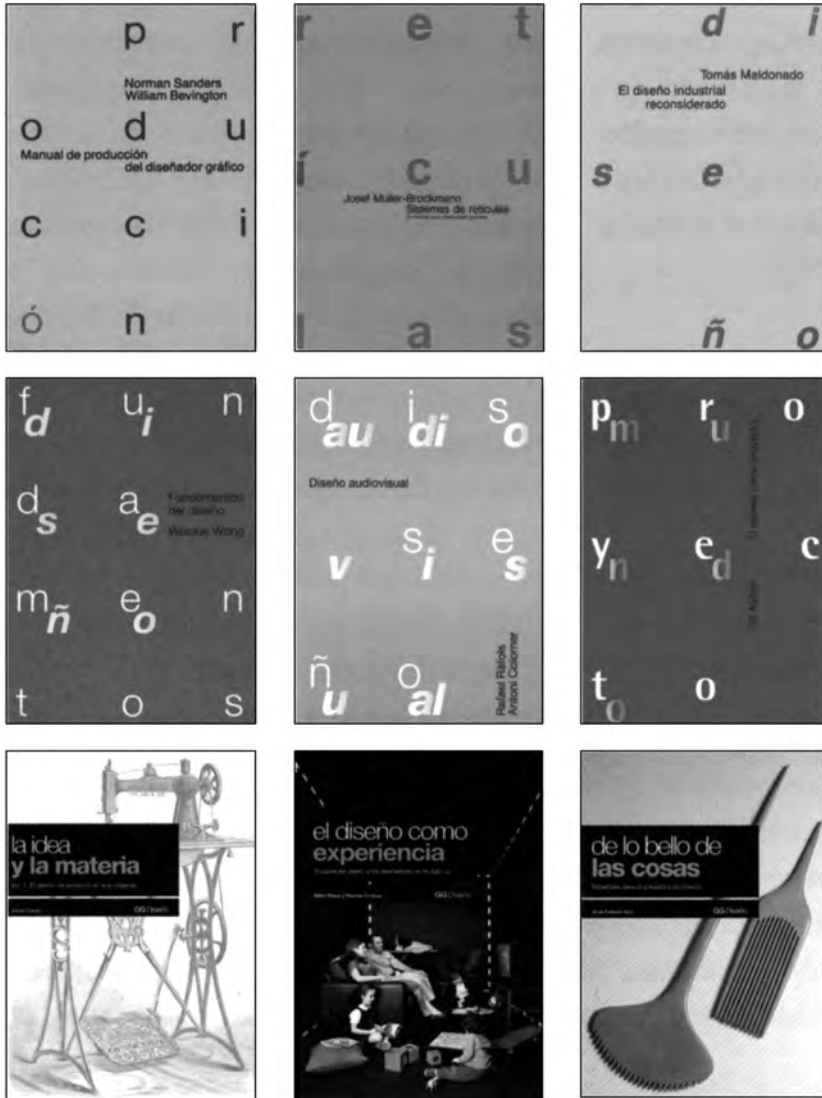 p r
Norman Sanders
William Bevington
o d u
Manual de producción
del diseñador gráfico
c c i
ó n
r e t
í c u
Josef Müller-Brockmann
Sistemas de retículas
l a s
d i
Tomás Maldonado
El diseño industrial
reconsiderado
s e
ñ o
f u n
d i
d a
s e
Fundamentos
del diseño
Wucius Wong
m e n
ñ o
t o s
d i s
au di o
Diseño audiovisual
s e
v i s
ñ o
u al
Rafael Ràfols
Antoni Colomer
p r o
m u
y e c
n d
t o
o
la idea
y la materia
GG Diseño
el diseño como
experiencia
GG Diseño
de lo bello de
las cosas
GG Diseño